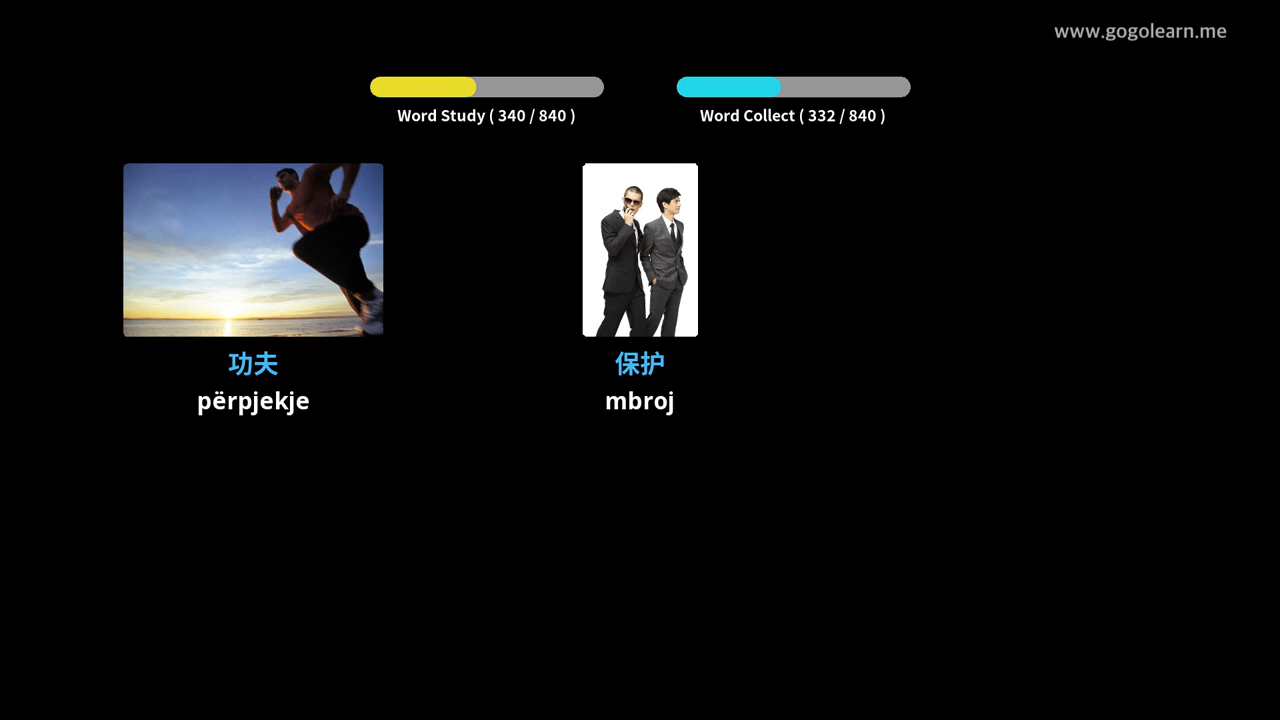 www.gogolearn.me
Word Study ( 340 / 840 )
Word Collect ( 332 / 840 )
功夫
përpjekje
保护
mbroj